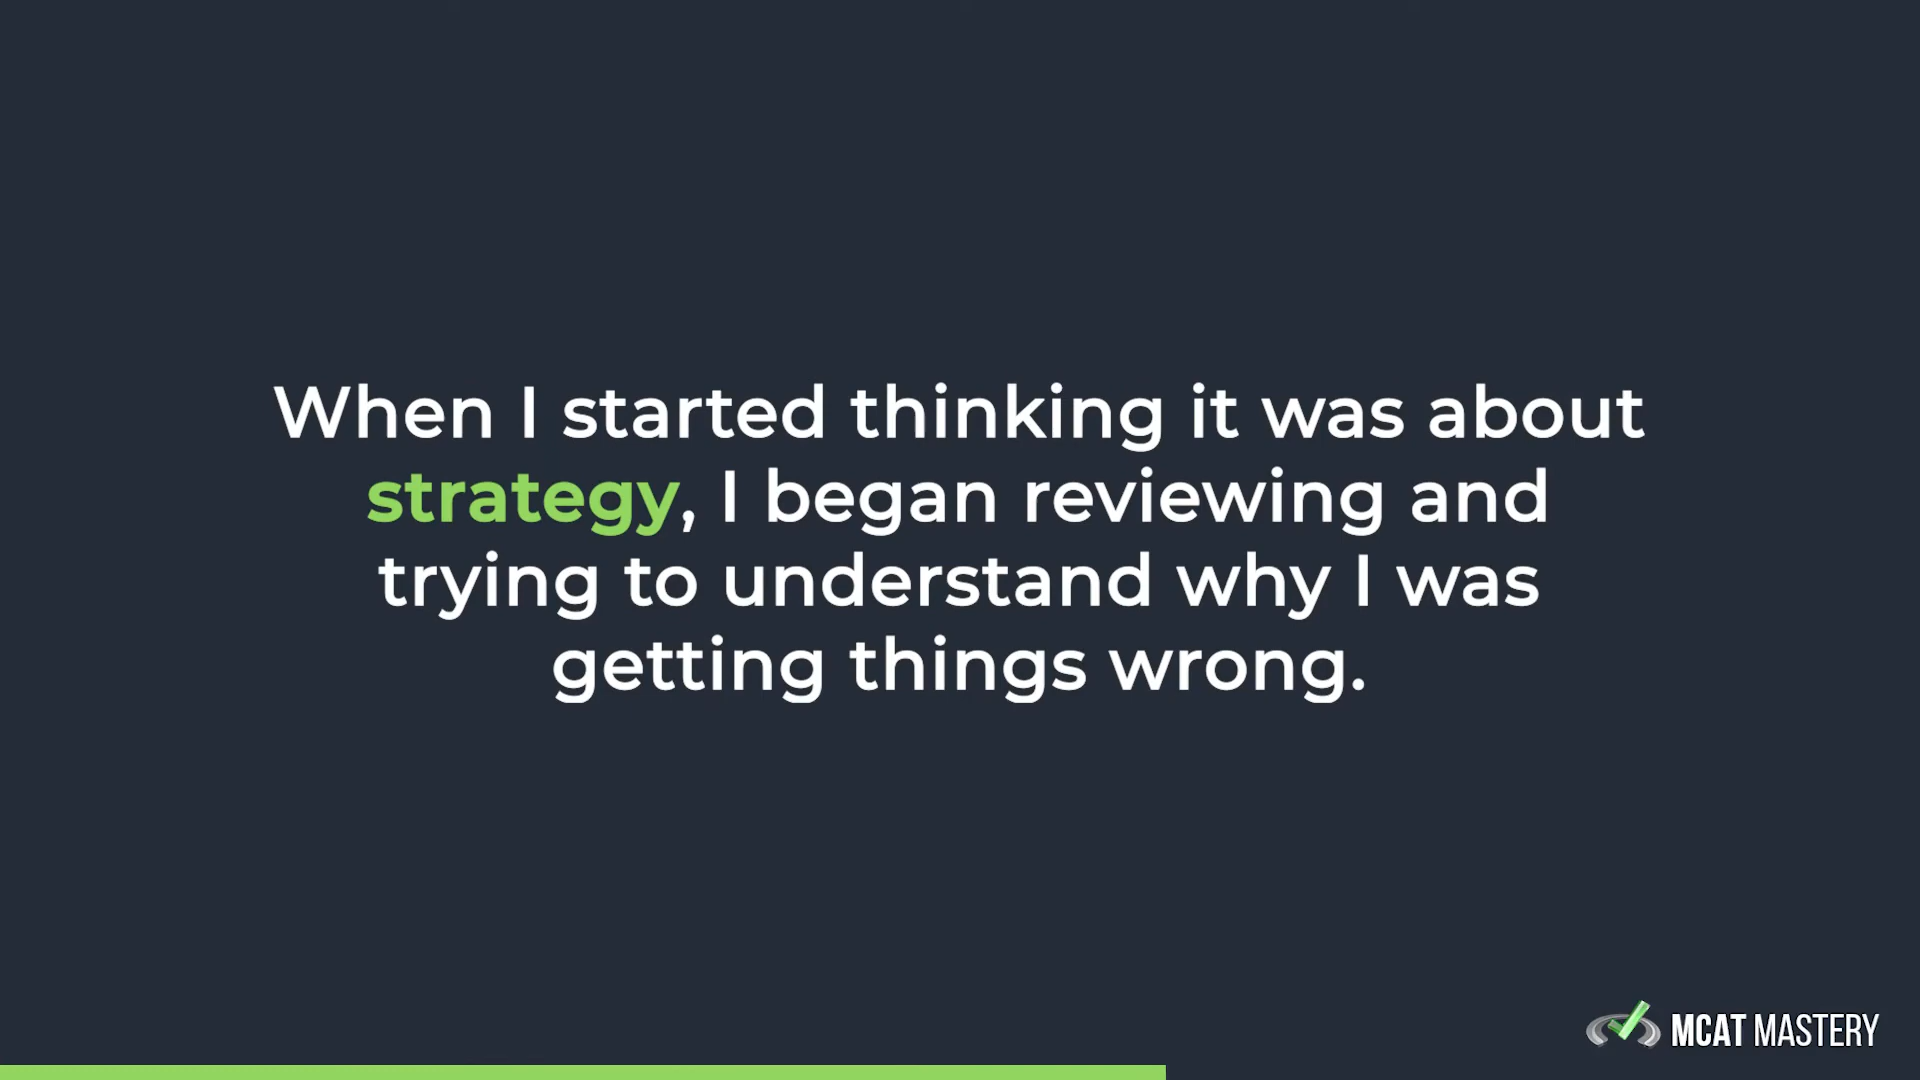 When I started thinking it was about
strategy, I began reviewing and
trying to understand why I was
getting things wrong.
MCAT MASTERY